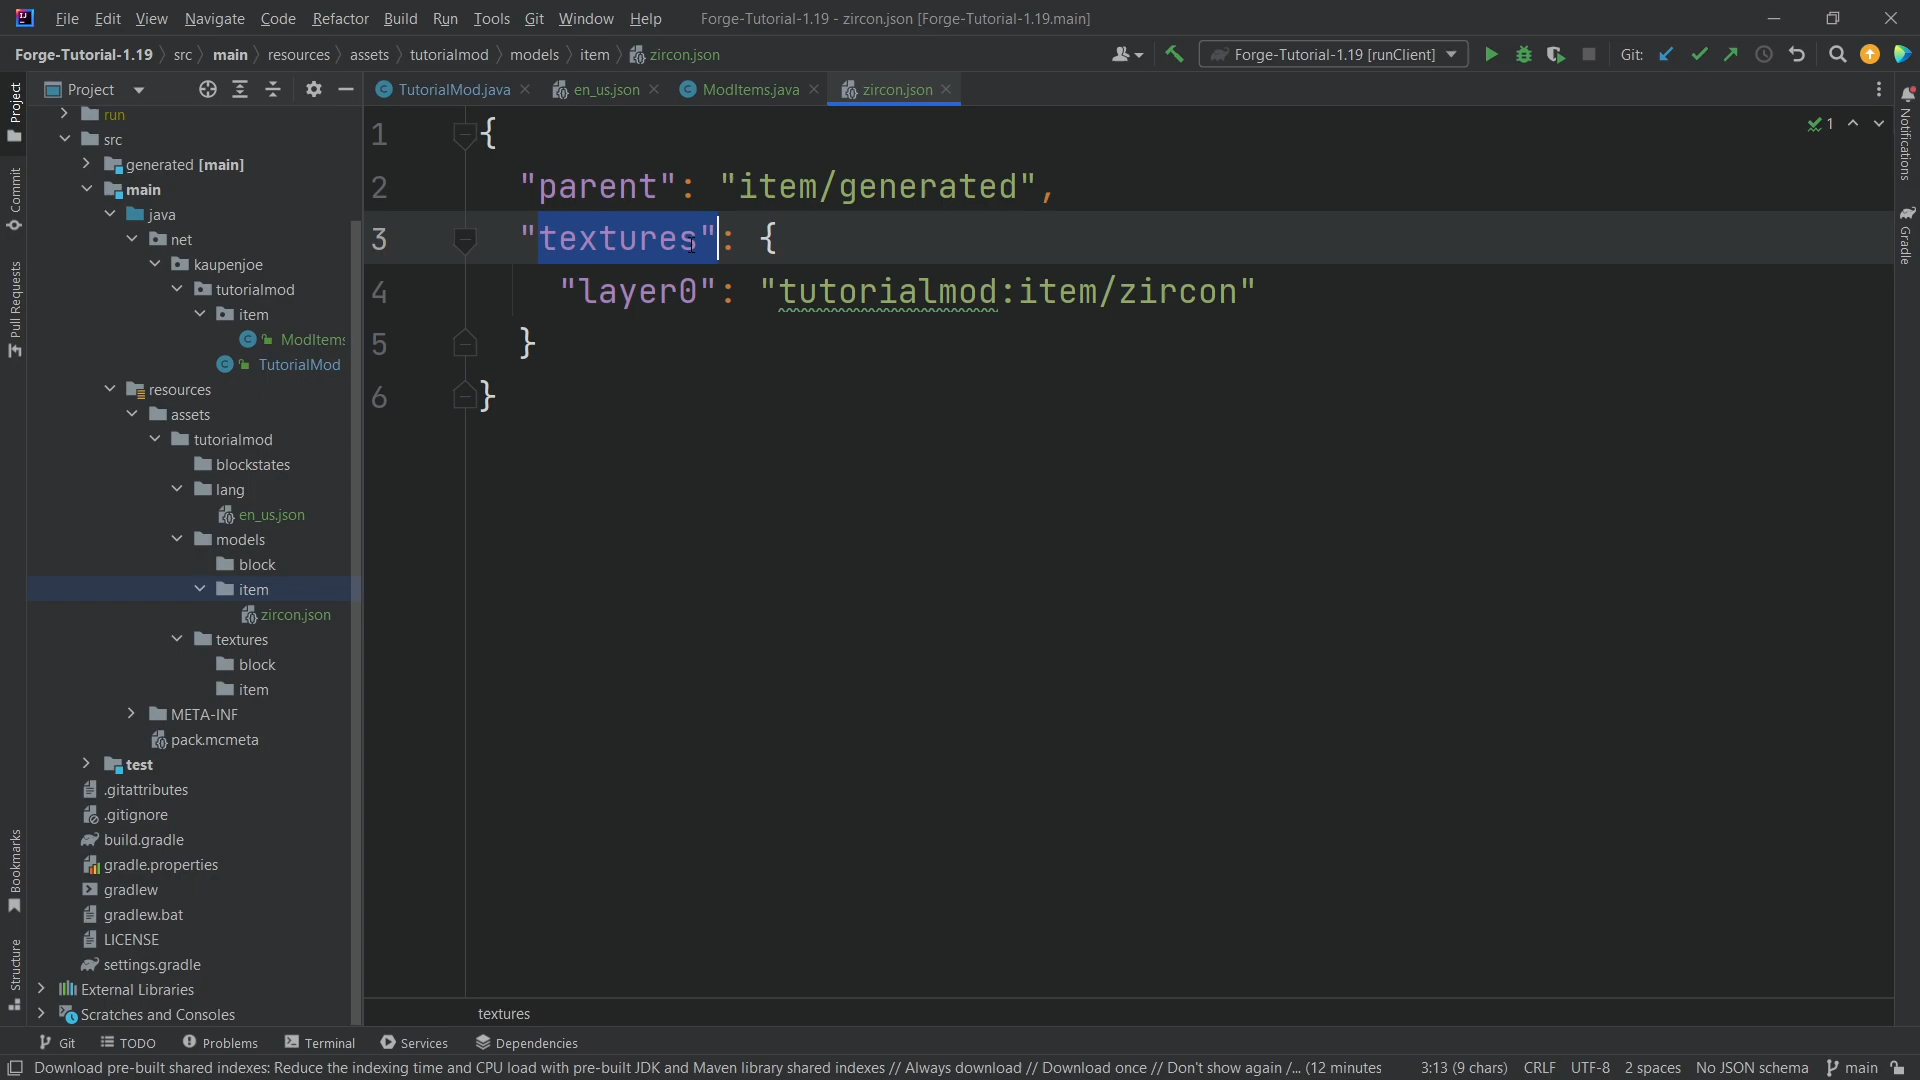 File Edit View Navigate Code Refactor Build Run Tools Git Window Help Forge-Tutorial-1.19 - zircon.json [Forge-Tutorial-1.19.main]
Forge-Tutorial-1.19 src main resources assets tutorialmod models item zircon.json Forge-Tutorial-1.19 [runClient] Git:
Project TutorialMod.java en_us.json ModItems.java zircon.json
run
src
generated [main]
main
java
net
kaupenjoe
tutorialmod
item
ModItems
TutorialMod
resources
assets
tutorialmod
blockstates
lang
en_us.json
models
block
item
zircon.json
textures
block
item
META-INF
pack.mcmeta
test
.gitattributes
.gitignore
build.gradle
gradle.properties
gradlew
gradlew.bat
LICENSE
settings.gradle
External Libraries
Scratches and Consoles
Project
Commit
Pull Requests
Bookmarks
Structure
1 {
2 "parent": "item/generated",
3 "textures": {
4 "layer0": "tutorialmod:item/zircon"
5 }
6 }
1
Notifications
Gradle
textures
Git TODO Problems Terminal Services Dependencies
Download pre-built shared indexes: Reduce the indexing time and CPU load with pre-built JDK and Maven library shared indexes // Always download // Download once // Don't show again /... (12 minutes 3:13 (9 chars) CRLF UTF-8 2 spaces No JSON schema main